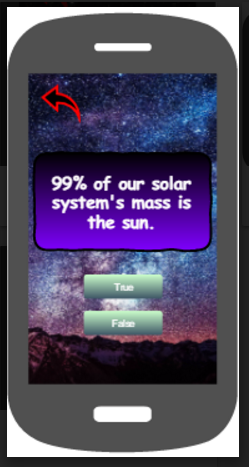 99% of our solar
system's mass is
the sun.
True
False